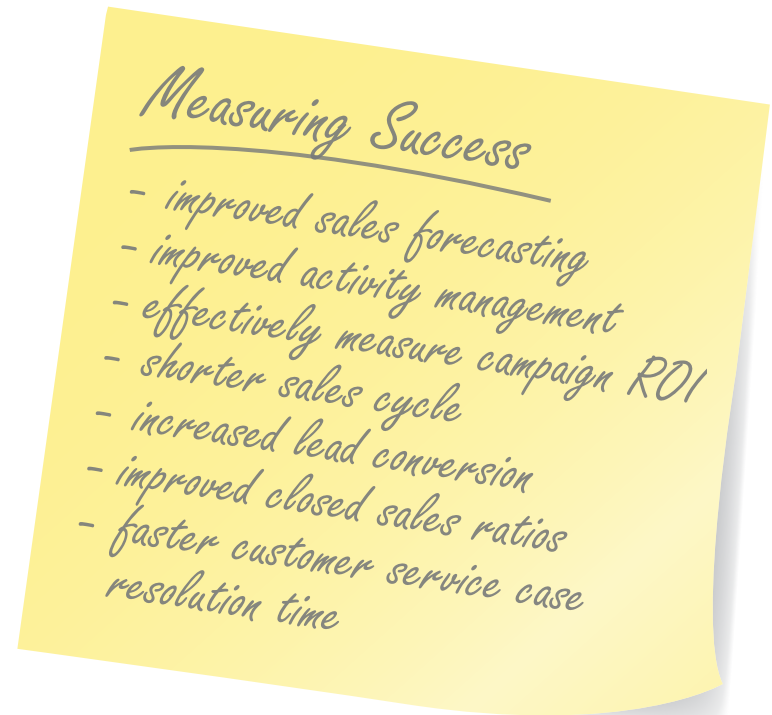 Measuring Success
- improved sales forecasting
- improved activity management
- effectively measure campaign ROI
- shorter sales cycle
- increased lead conversion
- improved closed sales ratios
- faster customer service case
resolution time